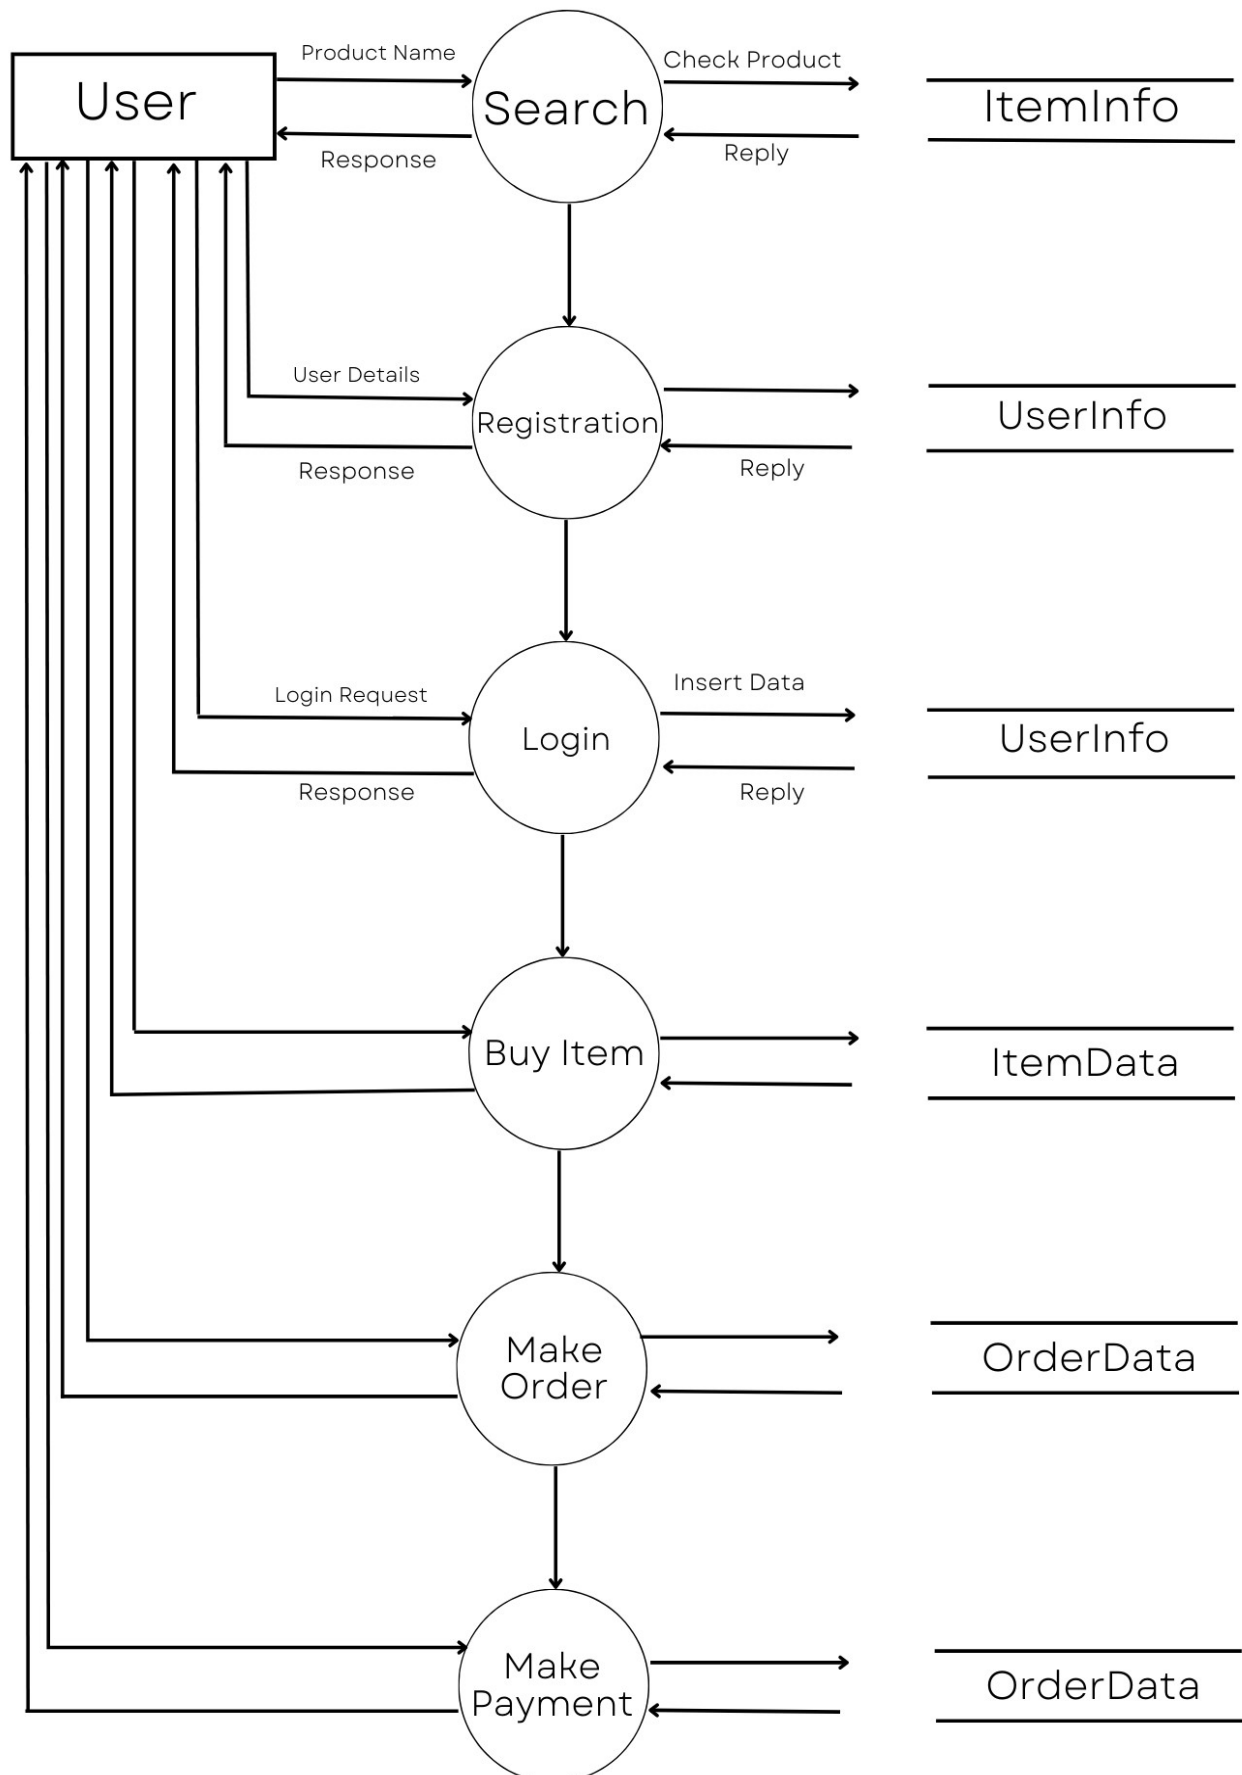 Product Name
Check Product
User
Search
ItemInfo
Response
Reply
User Details
Registration
UserInfo
Response
Reply
Login Request
Insert Data
Login
UserInfo
Response
Reply
Buy Item
ItemData
Make
Order
OrderData
Make
Payment
OrderData